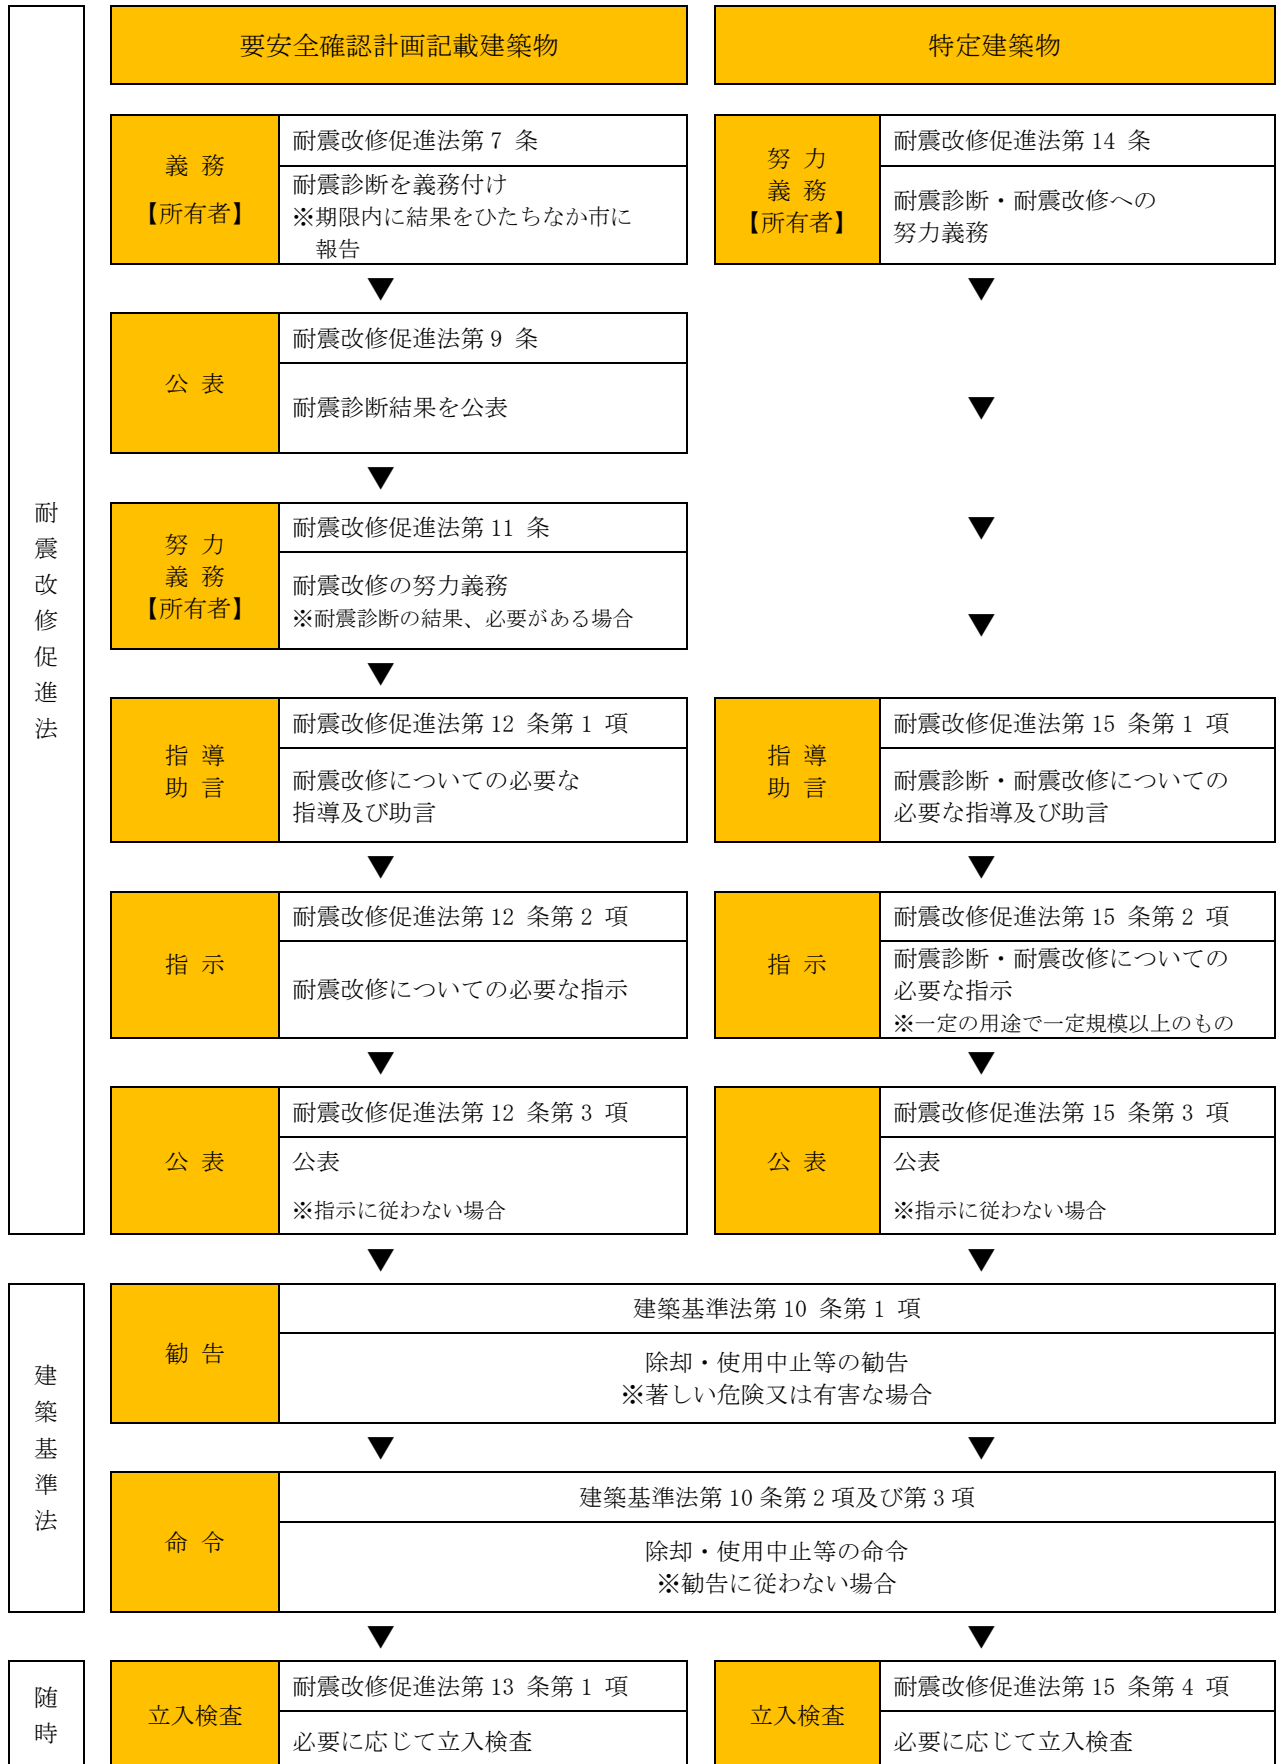 耐震改修促進法
要安全確認計画記載建築物
特定建築物
義 務
【所有者】
耐震改修促進法第 7 条
耐震診断を義務付け
※期限内に結果をひたちなか市に
報告
努 力
義 務
【所有者】
耐震改修促進法第 14 条
耐震診断・耐震改修への
努力義務
▼
▼
公 表
耐震改修促進法第 9 条
耐震診断結果を公表
▼
▼
努 力
義 務
【所有者】
耐震改修促進法第 11 条
耐震改修の努力義務
※耐震診断の結果、必要がある場合
▼
▼
▼
指 導
助 言
耐震改修促進法第 12 条第 1 項
耐震改修についての必要な
指導及び助言
指 導
助 言
耐震改修促進法第 15 条第 1 項
耐震診断・耐震改修についての
必要な指導及び助言
▼
▼
指 示
耐震改修促進法第 12 条第 2 項
耐震改修についての必要な指示
指 示
耐震改修促進法第 15 条第 2 項
耐震診断・耐震改修についての
必要な指示
※一定の用途で一定規模以上のもの
▼
▼
公 表
耐震改修促進法第 12 条第 3 項
公表
※指示に従わない場合
公 表
耐震改修促進法第 15 条第 3 項
公表
※指示に従わない場合
▼
▼
建築基準法
勧 告
建築基準法第 10 条第 1 項
除却・使用中止等の勧告
※著しい危険又は有害な場合
▼
▼
命 令
建築基準法第 10 条第 2 項及び第 3 項
除却・使用中止等の命令
※勧告に従わない場合
▼
▼
随時
立入検査
耐震改修促進法第 13 条第 1 項
必要に応じて立入検査
立入検査
耐震改修促進法第 15 条第 4 項
必要に応じて立入検査